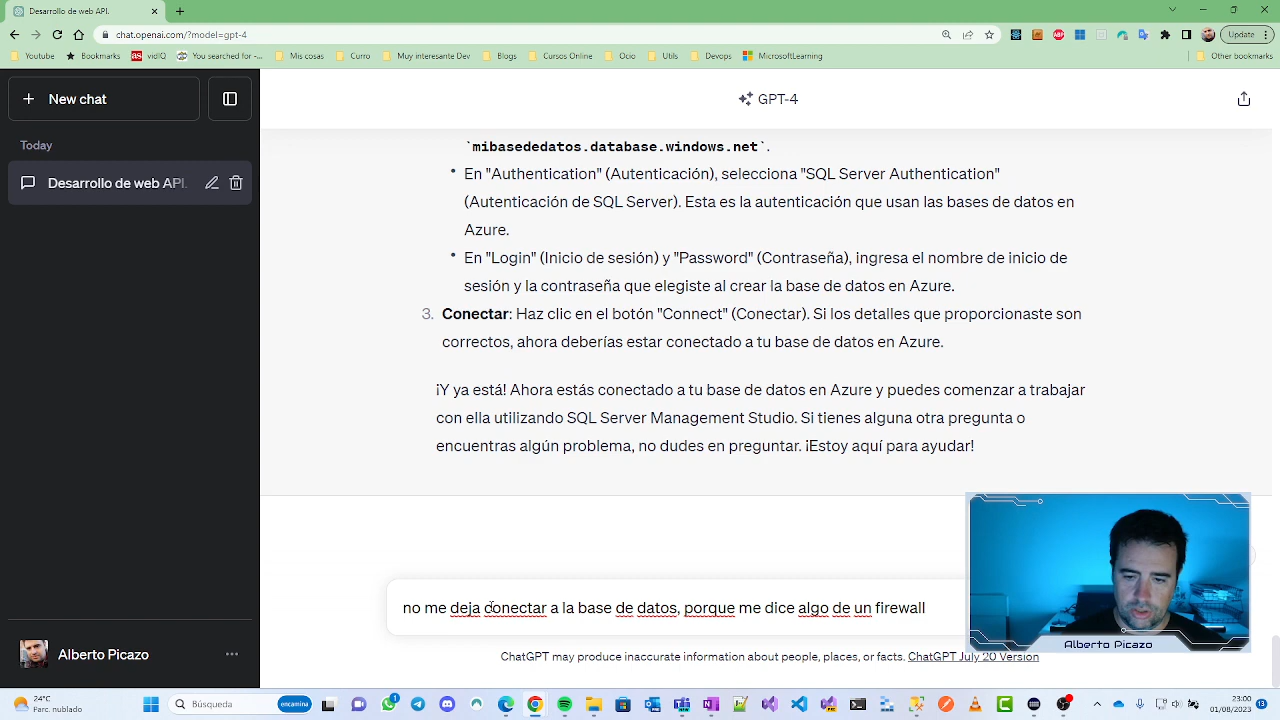 Desarrollo de web API.
chat.openai.com/?model=gpt-4
Update
Youtube
Bookmarks
vidIQ
You searched for -...
Mis cosas
Curro
Muy interesante Dev
Blogs
Cursos Online
Ocio
Utils
Devops
MicrosoftLearning
Other bookmarks
New chat
GPT-4
Today
Desarrollo de web API.
`mibasededatos.database.windows.net`.
• En "Authentication" (Autenticación), selecciona "SQL Server Authentication"
(Autenticación de SQL Server). Esta es la autenticación que usan las bases de datos en
Azure.
• En "Login" (Inicio de sesión) y "Password" (Contraseña), ingresa el nombre de inicio de
sesión y la contraseña que elegiste al crear la base de datos en Azure.
3. Conectar: Haz clic en el botón "Connect" (Conectar). Si los detalles que proporcionaste son
correctos, ahora deberías estar conectado a tu base de datos en Azure.
¡Y ya está! Ahora estás conectado a tu base de datos en Azure y puedes comenzar a trabajar
con ella utilizando SQL Server Management Studio. Si tienes alguna otra pregunta o
encuentras algún problema, no dudes en preguntar. ¡Estoy aquí para ayudar!
no me deja conectar a la base de datos, porque me dice algo de un firewall
Alberto Picazo
Alberto Picazo
ChatGPT may produce inaccurate information about people, places, or facts. ChatGPT July 20 Version
24°C
Parc. nublado
Búsqueda
encamina
1
23:00
01/08/2023
13